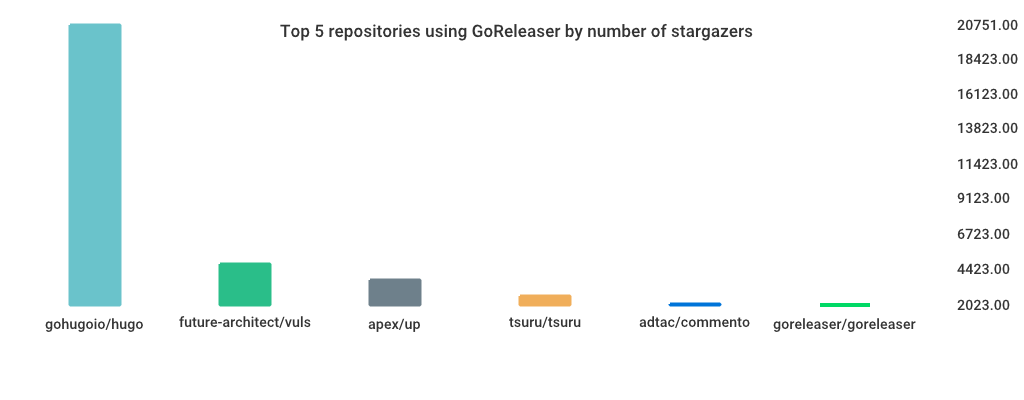 Top 5 repositories using GoReleaser by number of stargazers
20751.00
18423.00
16123.00
13823.00
11423.00
9123.00
6723.00
4423.00
2023.00
gohugoio/hugo
future-architect/vuls
apex/up
tsuru/tsuru
adtac/commento
goreleaser/goreleaser